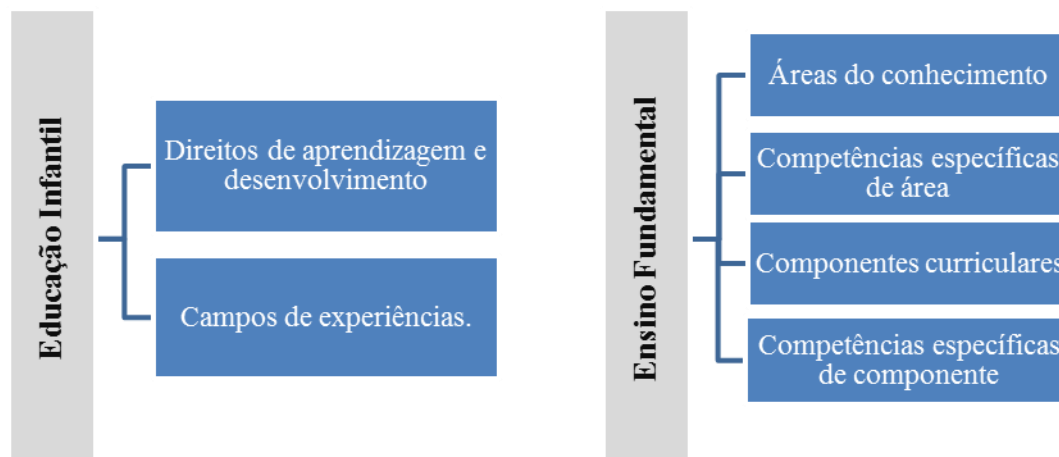 Educação Infantil
Direitos de aprendizagem e
desenvolvimento
Campos de experiências.
Ensino Fundamental
Áreas do conhecimento
Competências específicas
de área
Componentes curriculares
Competências específicas
de componente